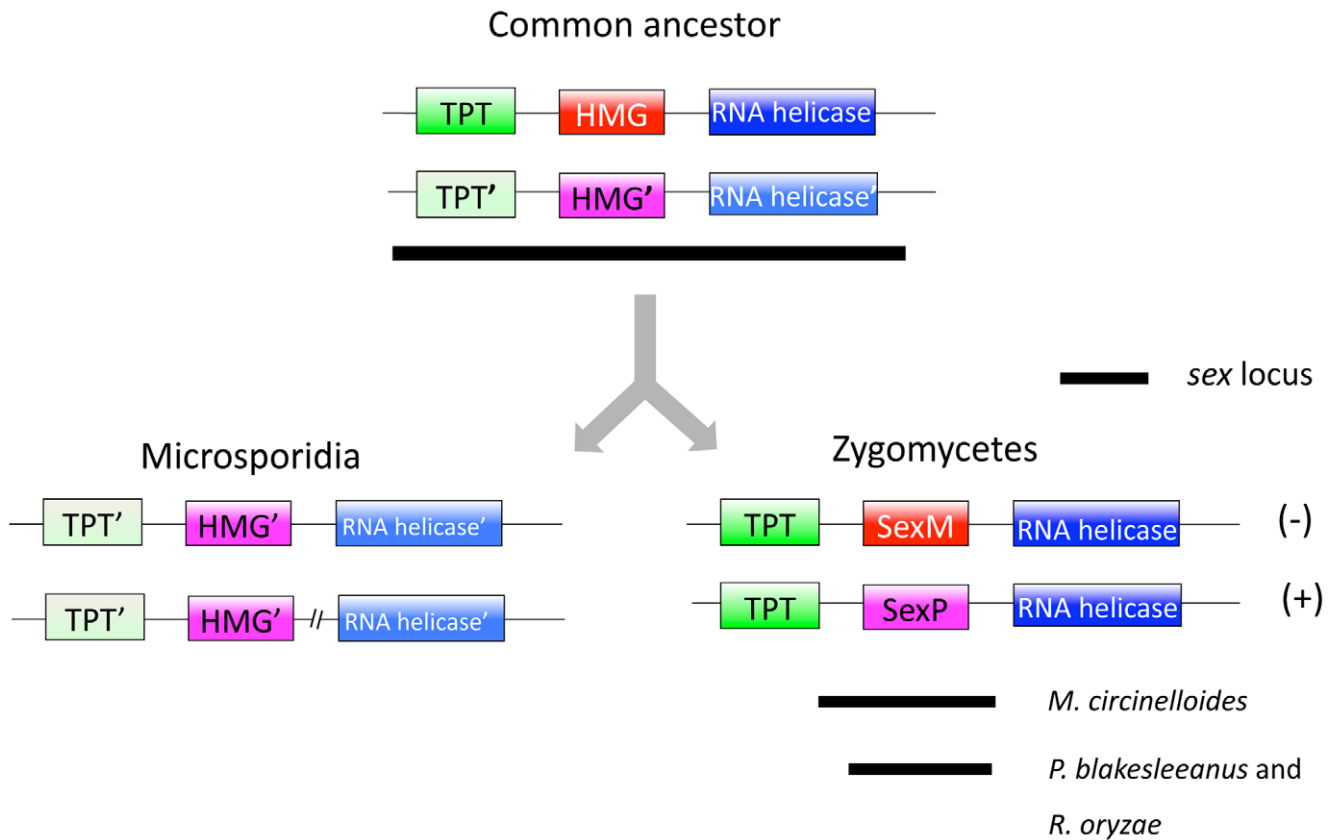 Common ancestor
TPT HMG RNA helicase
TPT' HMG' RNA helicase'
sex locus
Microsporidia
TPT' HMG' RNA helicase'
TPT' HMG' // RNA helicase'
Zygomycetes
TPT SexM RNA helicase (-)
TPT SexP RNA helicase (+)
M. circinelloides
P. blakesleeanus and
R. oryzae